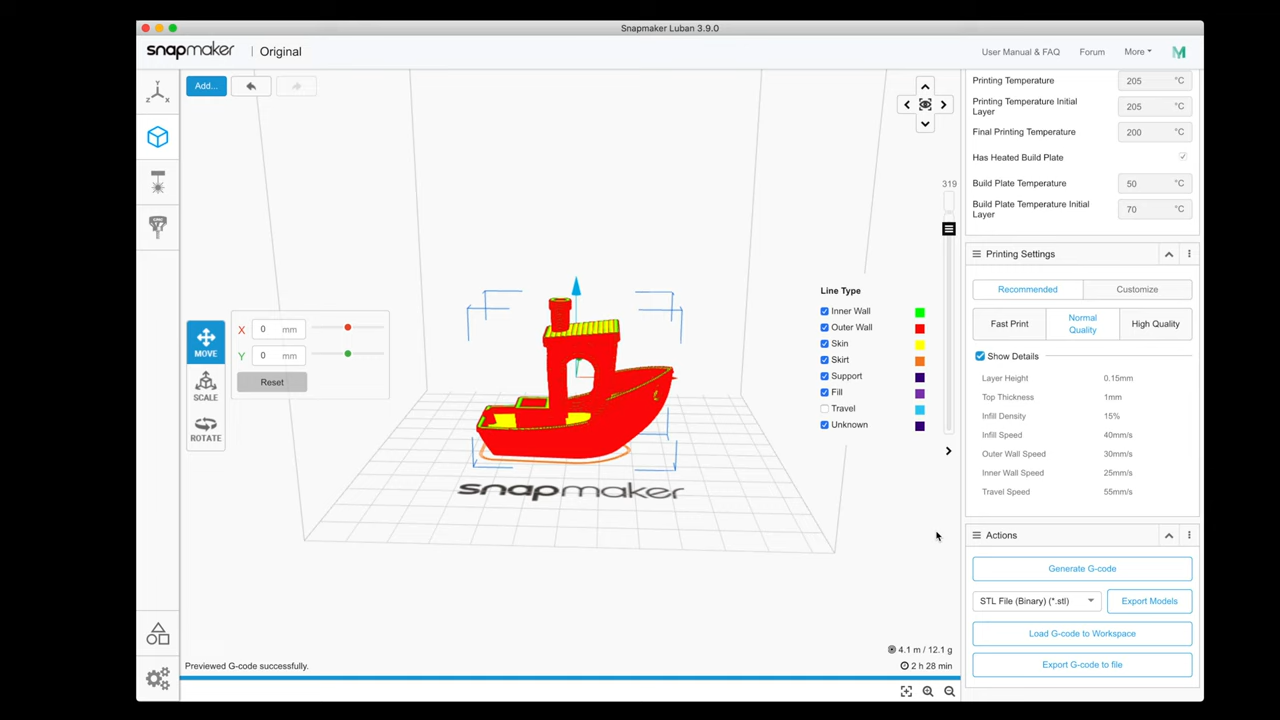 Snapmaker Luban 3.9.0
snapmaker
Original
User Manual & FAQ
Forum
More
Add...
319
MOVE
SCALE
ROTATE
X 0 mm
Y 0 mm
Reset
Line Type
Inner Wall
Outer Wall
Skin
Skirt
Support
Fill
Travel
Unknown
snapmaker
Previewed G-code successfully.
4.1 m / 12.1 g
2 h 28 min
Printing Temperature 205 °C
Printing Temperature Initial
Layer 205 °C
Final Printing Temperature 200 °C
Has Heated Build Plate
Build Plate Temperature 50 °C
Build Plate Temperature Initial
Layer 70 °C
Printing Settings
Recommended Customize
Fast Print
Normal
Quality
High Quality
Show Details
Layer Height 0.15mm
Top Thickness 1mm
Infill Density 15%
Infill Speed 40mm/s
Outer Wall Speed 30mm/s
Inner Wall Speed 25mm/s
Travel Speed 55mm/s
Actions
Generate G-code
STL File (Binary) (*.stl)
Export Models
Load G-code to Workspace
Export G-code to file